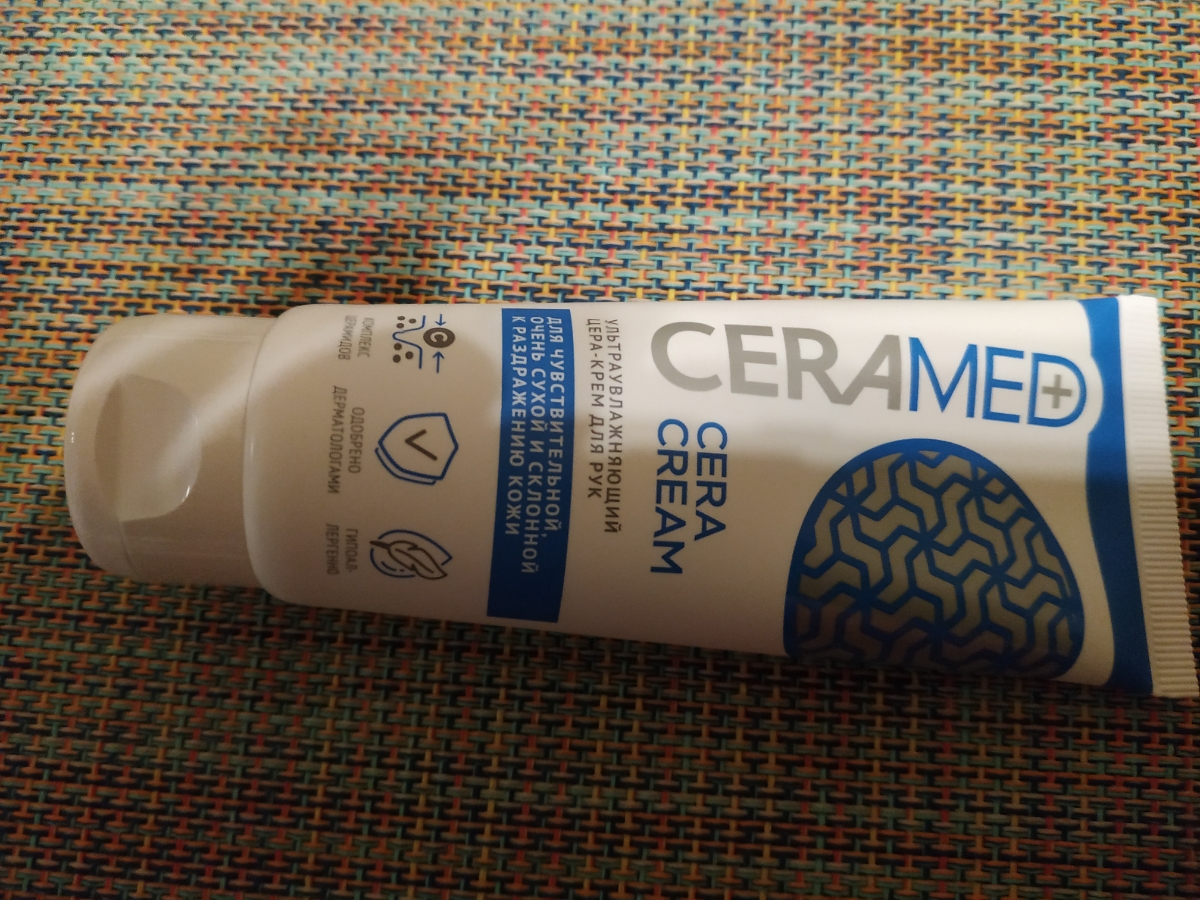 CERAMED+
CERA
CREAM
УЛЬТРАУВЛАЖНЯЮЩИЙ
ЦЕРА-КРЕМ ДЛЯ РУК
ДЛЯ ЧУВСТВИТЕЛЬНОЙ,
ОЧЕНЬ СУХОЙ И СКЛОННОЙ
К РАЗДРАЖЕНИЮ КОЖИ
C
КОМПЛЕКС
ЦЕРАМИДОВ
ОДОБРЕНО
ДЕРМАТОЛОГАМИ
ГИПОАЛ-
ЛЕРГЕННО